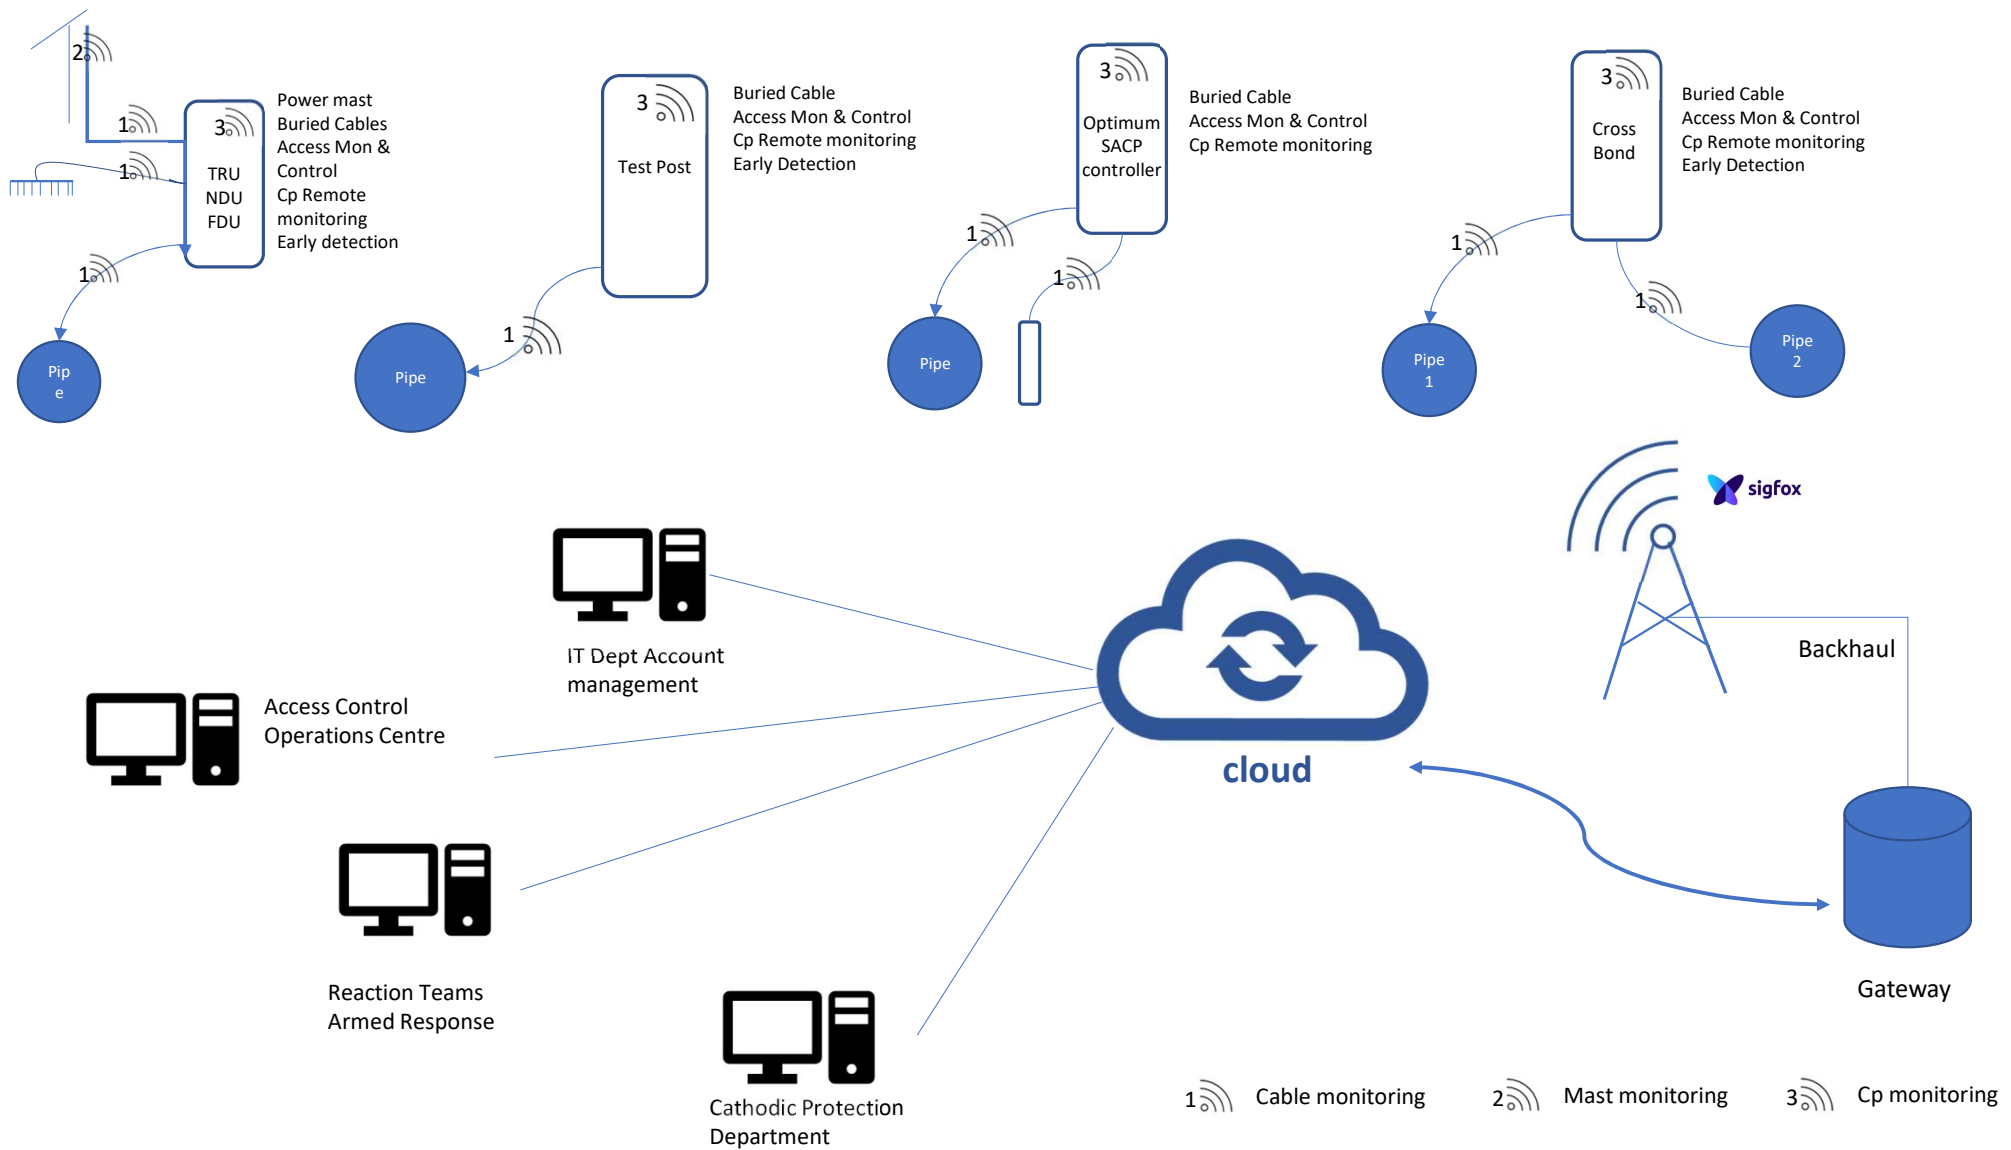 2
1
1
3
TRU
NDU
FDU
Power mast
Buried Cables
Access Mon &
Control
Cp Remote
monitoring
Early detection
1
Pip
e
3
Test Post
Buried Cable
Access Mon & Control
Cp Remote monitoring
Early Detection
1
Pipe
3
Optimum
SACP
controller
Buried Cable
Access Mon & Control
Cp Remote monitoring
1
1
Pipe
3
Cross
Bond
Buried Cable
Access Mon & Control
Cp Remote monitoring
Early Detection
1
1
Pipe
1
Pipe
2
sigfox
Backhaul
Gateway
cloud
IT Dept Account
management
Access Control
Operations Centre
Reaction Teams
Armed Response
Cathodic Protection
Department
1 Cable monitoring
2 Mast monitoring
3 Cp monitoring